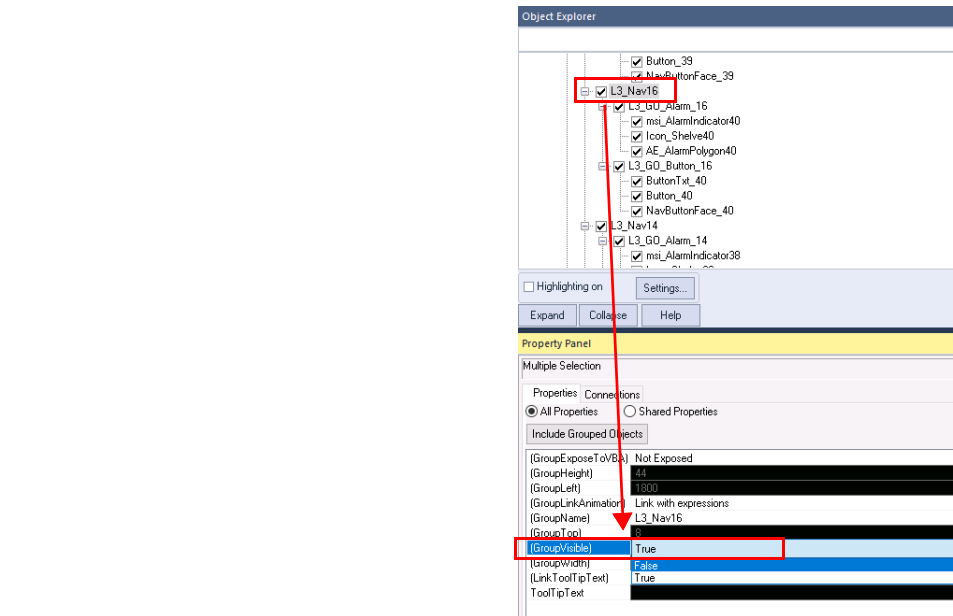 Object Explorer
Button_39
NavButtonFace_39
L3_Nav16
L3_GO_Alarm_16
msi_AlarmIndicator40
Icon_Shelve40
AE_AlarmPolygon40
L3_GO_Button_16
ButtonTxt_40
Button_40
NavButtonFace_40
L3_Nav14
L3_GO_Alarm_14
msi_AlarmIndicator38
Highlighting on Settings...
Expand Collapse Help
Property Panel
Multiple Selection
Properties Connections
All Properties Shared Properties
Include Grouped Objects
(GroupExposeToVBA) Not Exposed
(GroupHeight) 44
(GroupLeft) 1800
(GroupLinkAnimation) Link with expressions
(GroupName) L3_Nav16
(GroupTop) 8
(GroupVisible) True
(GroupWidth) False
(LinkToolTipText) True
ToolTipText